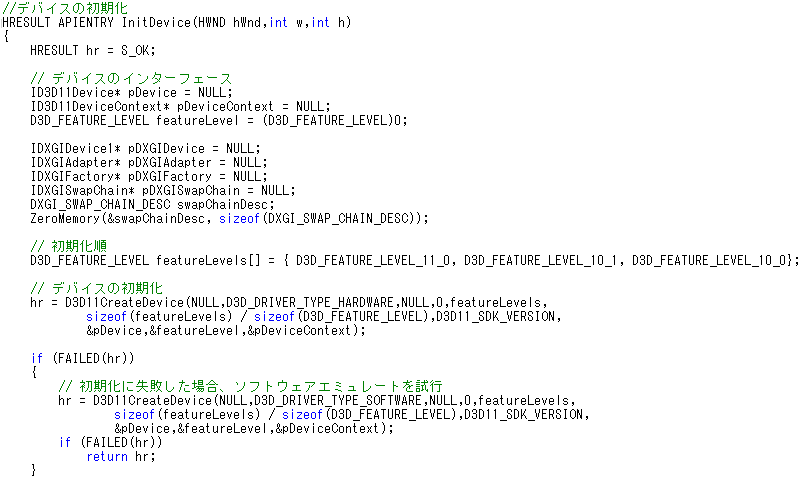 //デバイスの初期化
HRESULT APIENTRY InitDevice(HWND hWnd,int w,int h)
{
HRESULT hr = S_OK;
// デバイスのインターフェース
ID3D11Device* pDevice = NULL;
ID3D11DeviceContext* pDeviceContext = NULL;
D3D_FEATURE_LEVEL featureLevel = (D3D_FEATURE_LEVEL)0;
IDXGIDevice1* pDXGIDevice = NULL;
IDXGIAdapter* pDXGIAdapter = NULL;
IDXGIFactory* pDXGIFactory = NULL;
IDXGISwapChain* pDXGISwapChain = NULL;
DXGI_SWAP_CHAIN_DESC swapChainDesc;
ZeroMemory(&swapChainDesc, sizeof(DXGI_SWAP_CHAIN_DESC));
// 初期化順
D3D_FEATURE_LEVEL featureLevels[] = { D3D_FEATURE_LEVEL_11_0, D3D_FEATURE_LEVEL_10_1, D3D_FEATURE_LEVEL_10_0};
// デバイスの初期化
hr = D3D11CreateDevice(NULL,D3D_DRIVER_TYPE_HARDWARE,NULL,0,featureLevels,
sizeof(featureLevels) / sizeof(D3D_FEATURE_LEVEL),D3D11_SDK_VERSION,
&pDevice,&featureLevel,&pDeviceContext);
if (FAILED(hr))
{
// 初期化に失敗した場合、ソフトウェアエミュレートを試行
hr = D3D11CreateDevice(NULL,D3D_DRIVER_TYPE_SOFTWARE,NULL,0,featureLevels,
sizeof(featureLevels) / sizeof(D3D_FEATURE_LEVEL),D3D11_SDK_VERSION,
&pDevice,&featureLevel,&pDeviceContext);
if (FAILED(hr))
return hr;
}